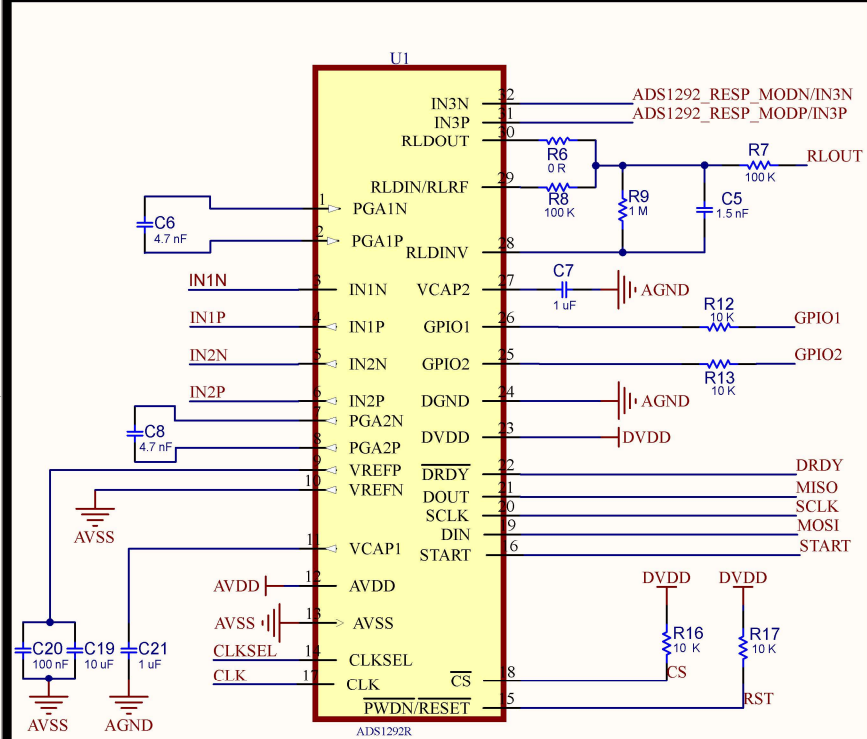 U1
32
IN3N
ADS1292_RESP_MODN/IN3N
31
IN3P
ADS1292_RESP_MODP/IN3P
30
RLDOUT
R6
0 R
R7
100 K
RLOUT
29
RLDIN/RLRF
R8
100 K
R9
1 M
C5
1.5 nF
1
PGA1N
C6
4.7 nF
2
PGA1P
28
RLDINV
IN1N
3
IN1N
VCAP2
27
C7
1 uF
AGND
IN1P
4
IN1P
GPIO1
26
R12
10 K
GPIO1
IN2N
5
IN2N
GPIO2
25
R13
10 K
GPIO2
IN2P
6
IN2P
DGND
24
AGND
7
PGA2N
C8
4.7 nF
DVDD
23
DVDD
8
PGA2P
9
VREFP
DRDY
22
DRDY
10
VREFN
DOUT
21
MISO
AVSS
SCLK
20
SCLK
DIN
9
MOSI
11
VCAP1
START
6
START
AVDD
12
AVDD
DVDD
DVDD
AVSS
13
AVSS
R16
10 K
R17
10 K
C20
100 nF
C19
10 uF
C21
1 uF
CLKSEL
14
CLKSEL
CLK
17
CLK
CS
18
CS
PWDN/RESET
15
RST
AVSS
AGND
ADS1292R